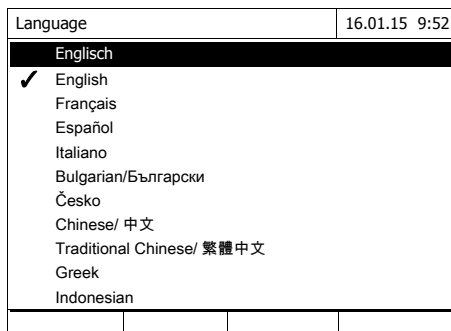 Language 16.01.15 9:52
Englisch
English
Français
Español
Italiano
Bulgarian/Български
Česko
Chinese/ 中文
Traditional Chinese/ 繁體中文
Greek
Indonesian